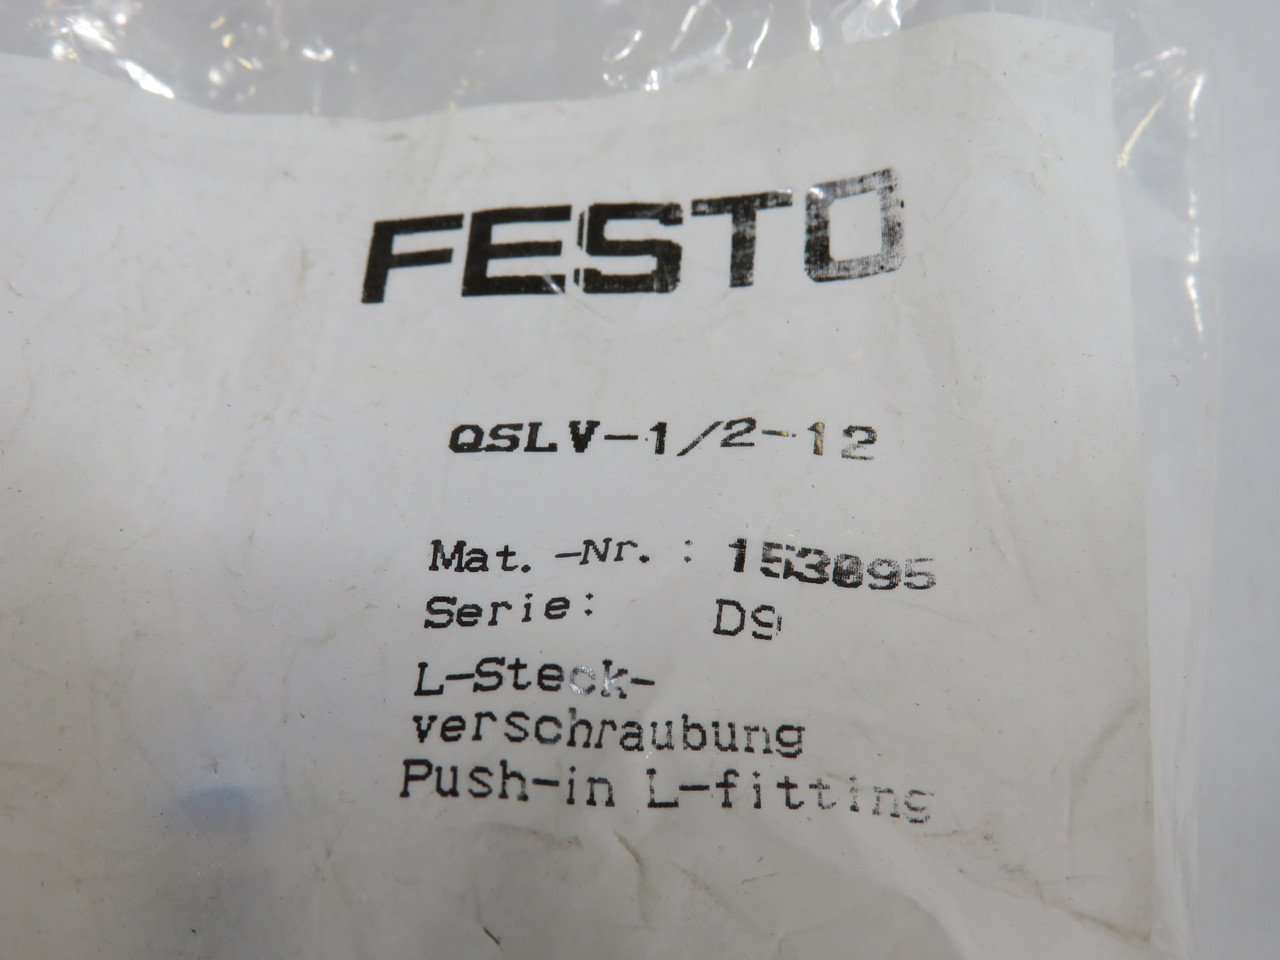 FESTO
QSLV-1/2-12
Mat.-Nr.: 153095
Serie: D9
L-Steck-
verschraubung
Push-in L-fitting